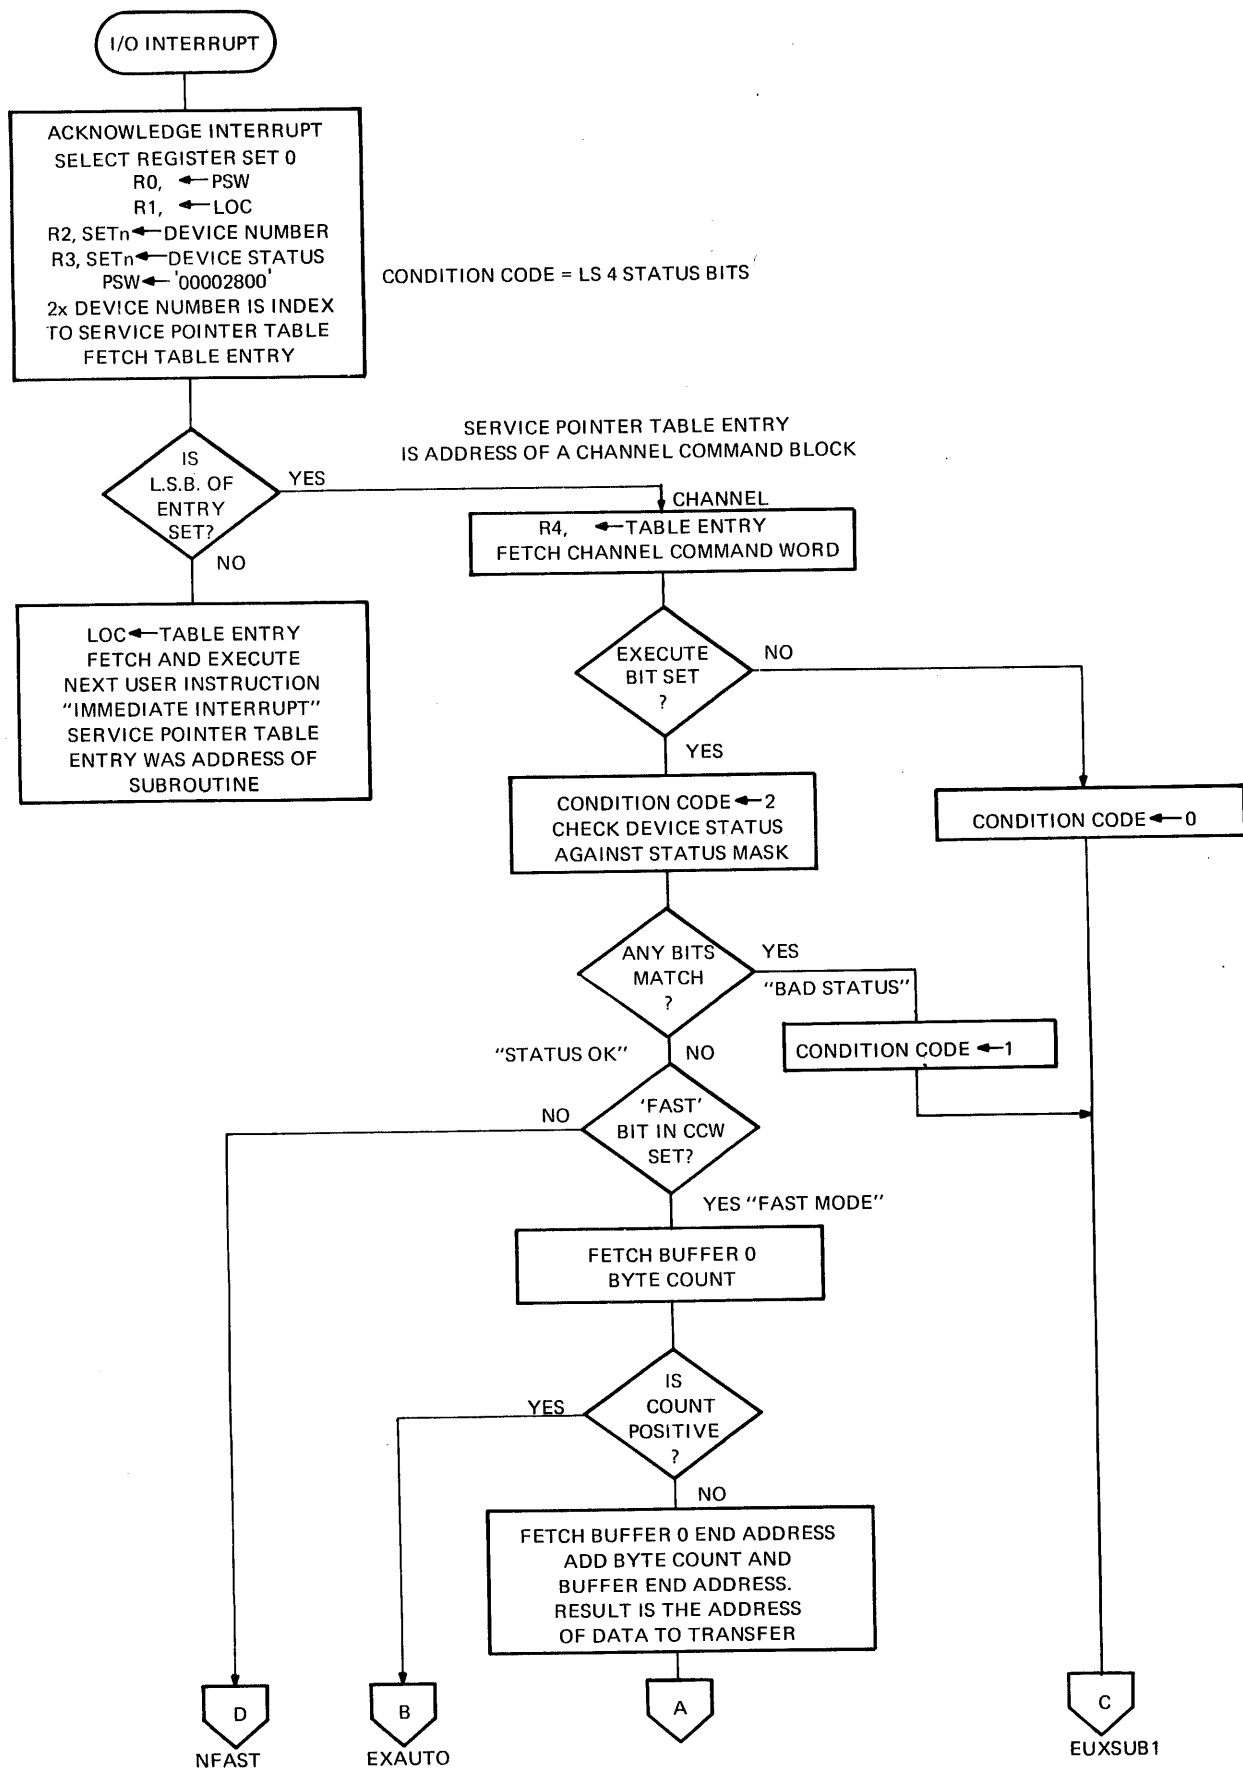 I/O INTERRUPT
ACKNOWLEDGE INTERRUPT
SELECT REGISTER SET 0
R0, ←PSW
R1, ←LOC
R2, SETn←DEVICE NUMBER
R3, SETn←DEVICE STATUS
PSW←'00002800'
2x DEVICE NUMBER IS INDEX
TO SERVICE POINTER TABLE
FETCH TABLE ENTRY
CONDITION CODE = LS 4 STATUS BITS
IS
L.S.B. OF
ENTRY
SET?
YES
NO
SERVICE POINTER TABLE ENTRY
IS ADDRESS OF A CHANNEL COMMAND BLOCK
CHANNEL
R4, ←TABLE ENTRY
FETCH CHANNEL COMMAND WORD
LOC←TABLE ENTRY
FETCH AND EXECUTE
NEXT USER INSTRUCTION
"IMMEDIATE INTERRUPT"
SERVICE POINTER TABLE
ENTRY WAS ADDRESS OF
SUBROUTINE
EXECUTE
BIT SET
?
NO
YES
CONDITION CODE←2
CHECK DEVICE STATUS
AGAINST STATUS MASK
CONDITION CODE←0
ANY BITS
MATCH
?
YES
"BAD STATUS"
CONDITION CODE ←1
"STATUS OK"
NO
'FAST'
BIT IN CCW
SET?
NO
YES "FAST MODE"
FETCH BUFFER 0
BYTE COUNT
IS
COUNT
POSITIVE
?
YES
NO
FETCH BUFFER 0 END ADDRESS
ADD BYTE COUNT AND
BUFFER END ADDRESS.
RESULT IS THE ADDRESS
OF DATA TO TRANSFER
D
NFAST
B
EXAUTO
A
C
EUXSUB1